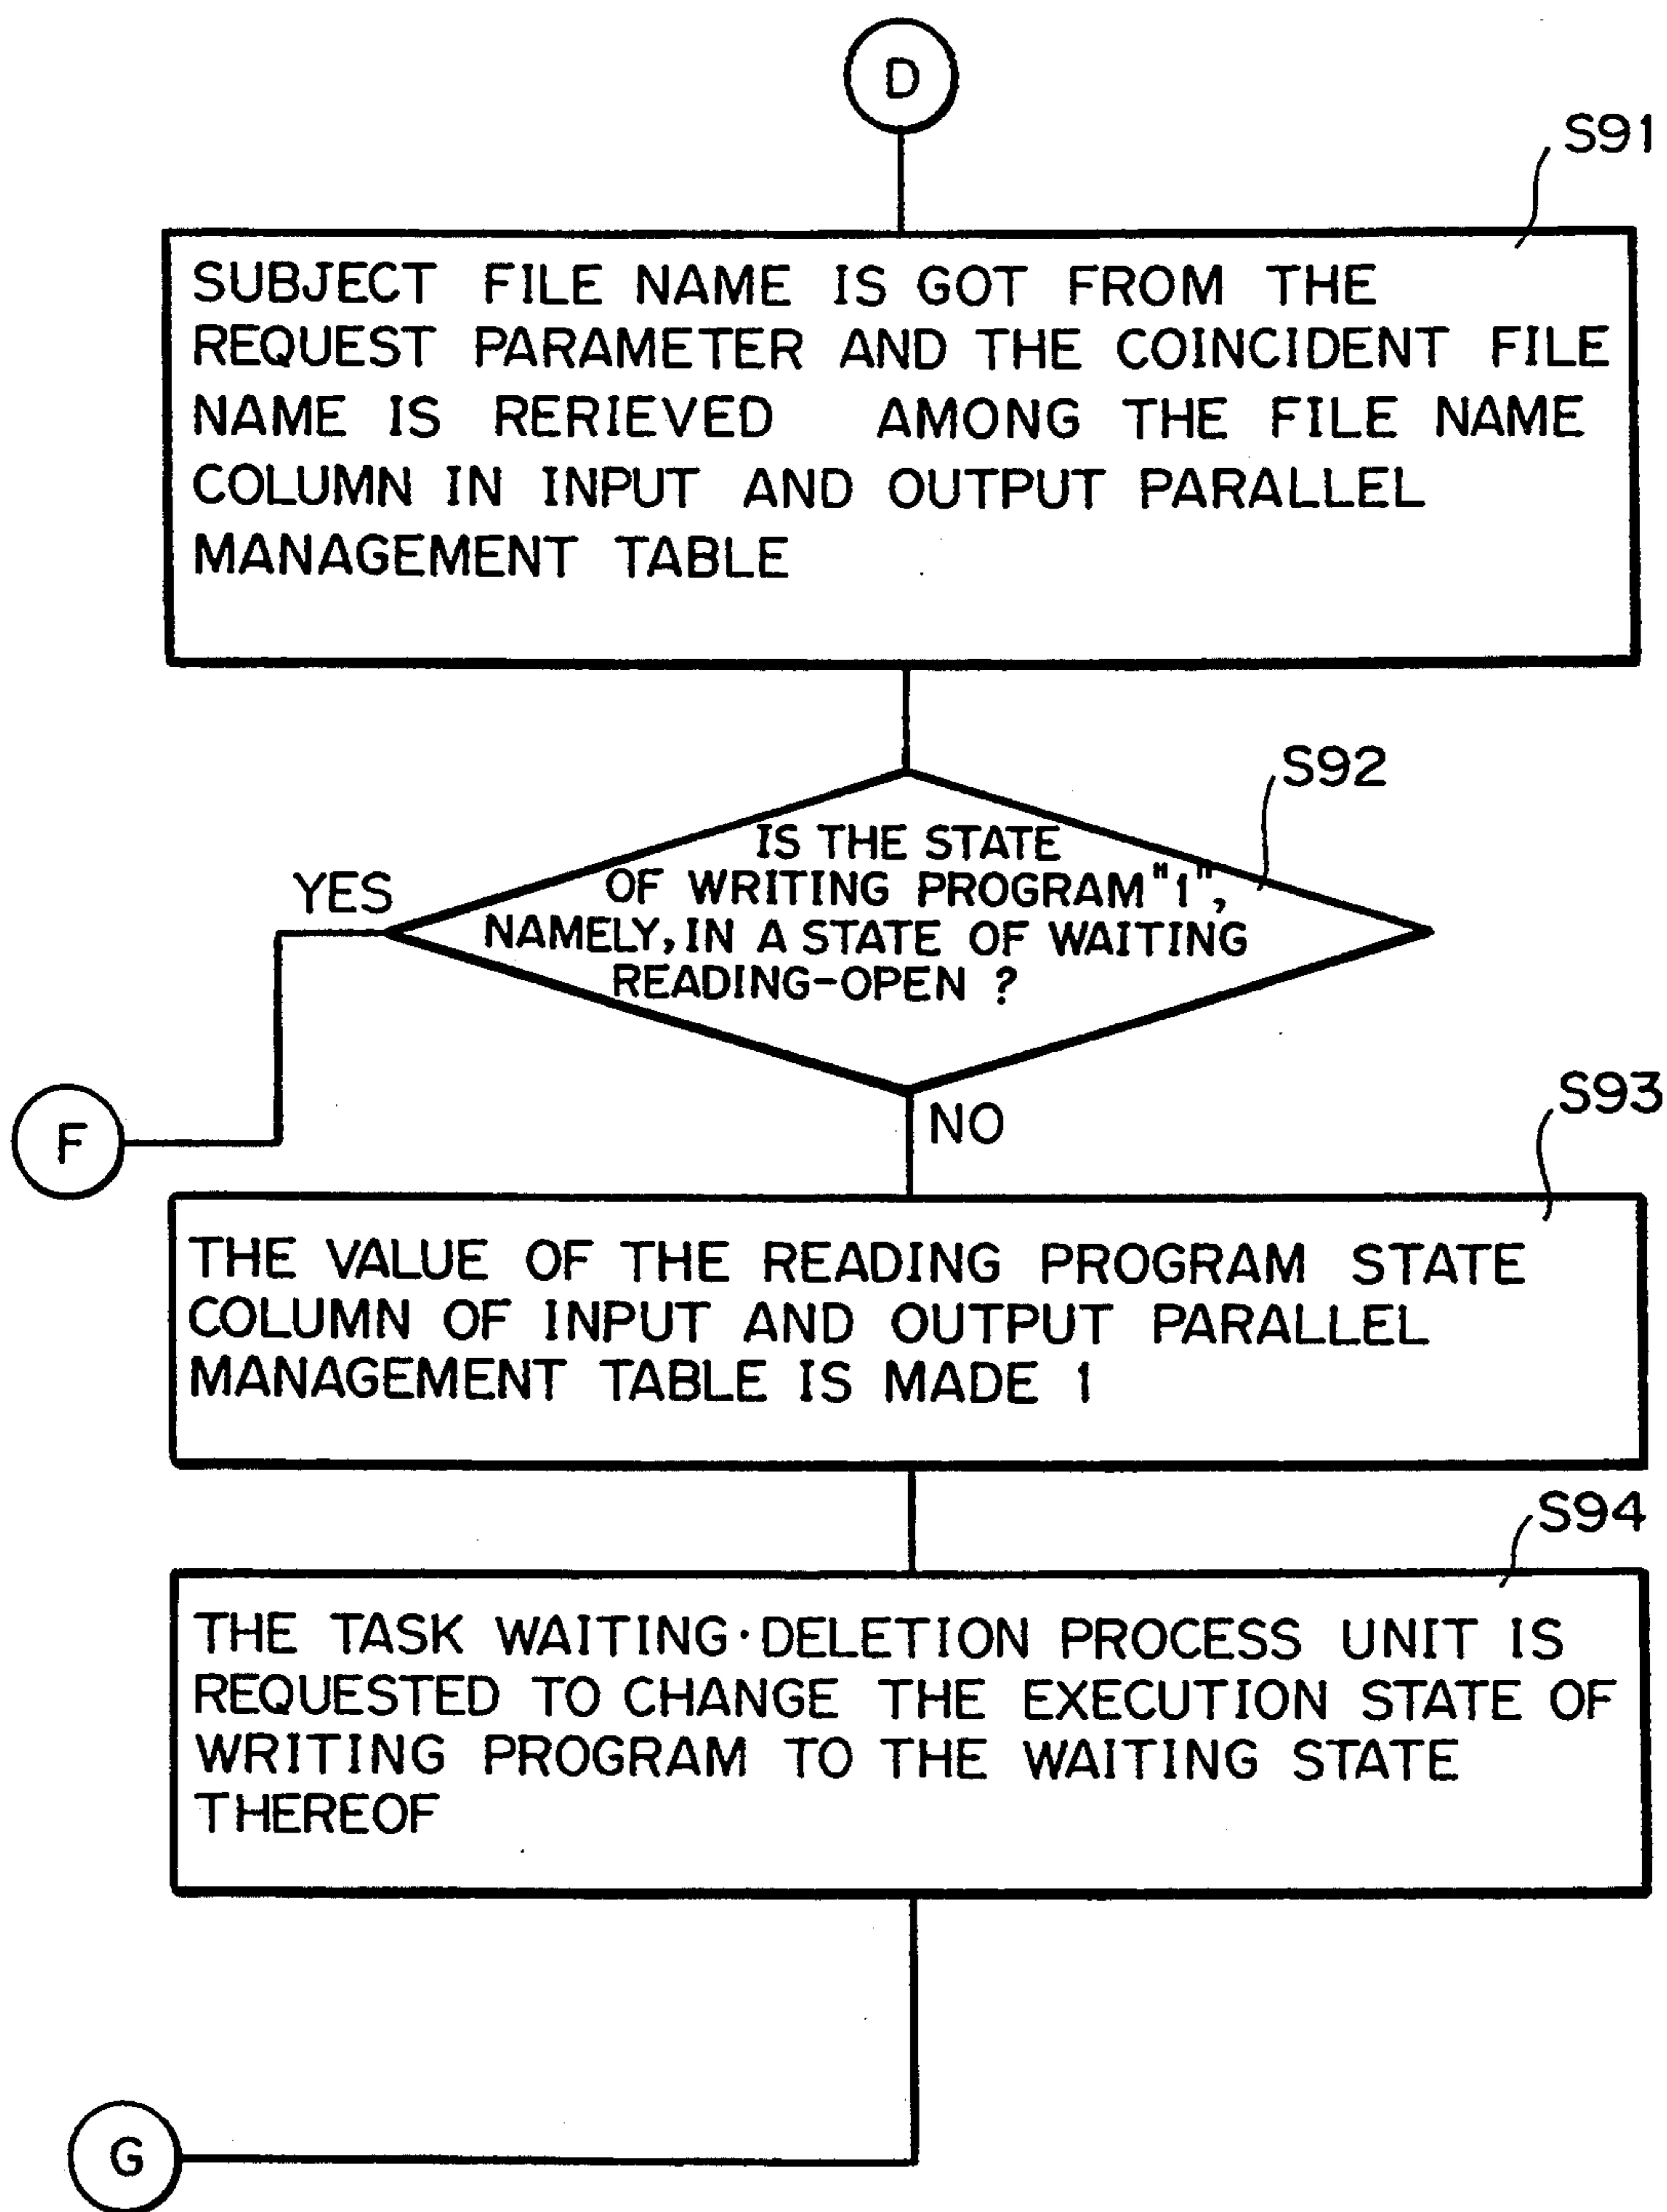 D
S91
SUBJECT FILE NAME IS GOT FROM THE
REQUEST PARAMETER AND THE COINCIDENT FILE
NAME IS RERIEVED AMONG THE FILE NAME
COLUMN IN INPUT AND OUTPUT PARALLEL
MANAGEMENT TABLE
S92
IS THE STATE
OF WRITING PROGRAM "1",
NAMELY, IN A STATE OF WAITING
READING-OPEN ?
YES
F
NO
S93
THE VALUE OF THE READING PROGRAM STATE
COLUMN OF INPUT AND OUTPUT PARALLEL
MANAGEMENT TABLE IS MADE 1
S94
THE TASK WAITING·DELETION PROCESS UNIT IS
REQUESTED TO CHANGE THE EXECUTION STATE OF
WRITING PROGRAM TO THE WAITING STATE
THEREOF
G